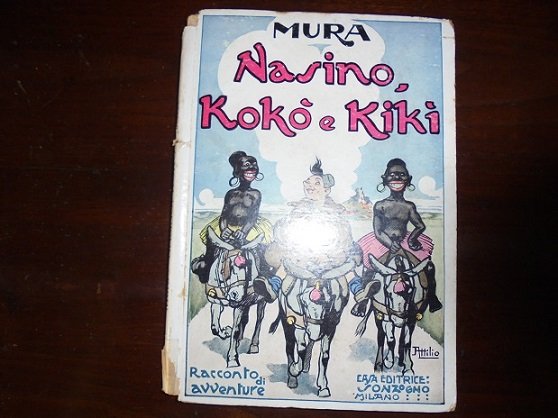 MURA
Nasino,
Kokò e Kikì
Attilio
Racconto
di
avventure
CASA EDITRICE:
SONZOGNO
MILANO :::